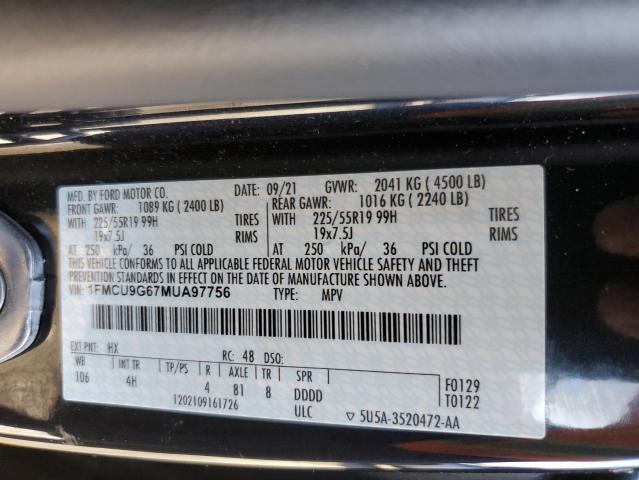 MFD. BY FORD MOTOR CO. DATE: 09/21 GVWR: 2041 KG ( 4500 LB)
FRONT GAWR: 1089 KG ( 2400 LB) REAR GAWR: 1016 KG ( 2240 LB)
WITH 225/55R19 99H TIRES WITH 225/55R19 99H TIRES
19x7.5J RIMS 19x7.5J RIMS
AT 250 kPa/ 36 PSI COLD AT 250 kPa/ 36 PSI COLD
THIS VEHICLE CONFORMS TO ALL APPLICABLE FEDERAL MOTOR VEHICLE SAFETY AND THEFT
PREVENTION STANDARDS IN EFFECT ON THE DATE OF MANUFACTURE SHOWN ABOVE.
VIN: 1FMCU9G67MUA97756 TYPE: MPV
EXT PNT: HX RC: 48 DSO:
WB INT TR TP/PS R AXLE TR SPR F0129
106 4H 4 81 8 DDDD T0122
1202109161726 ULC 5U5A-3520472-AA